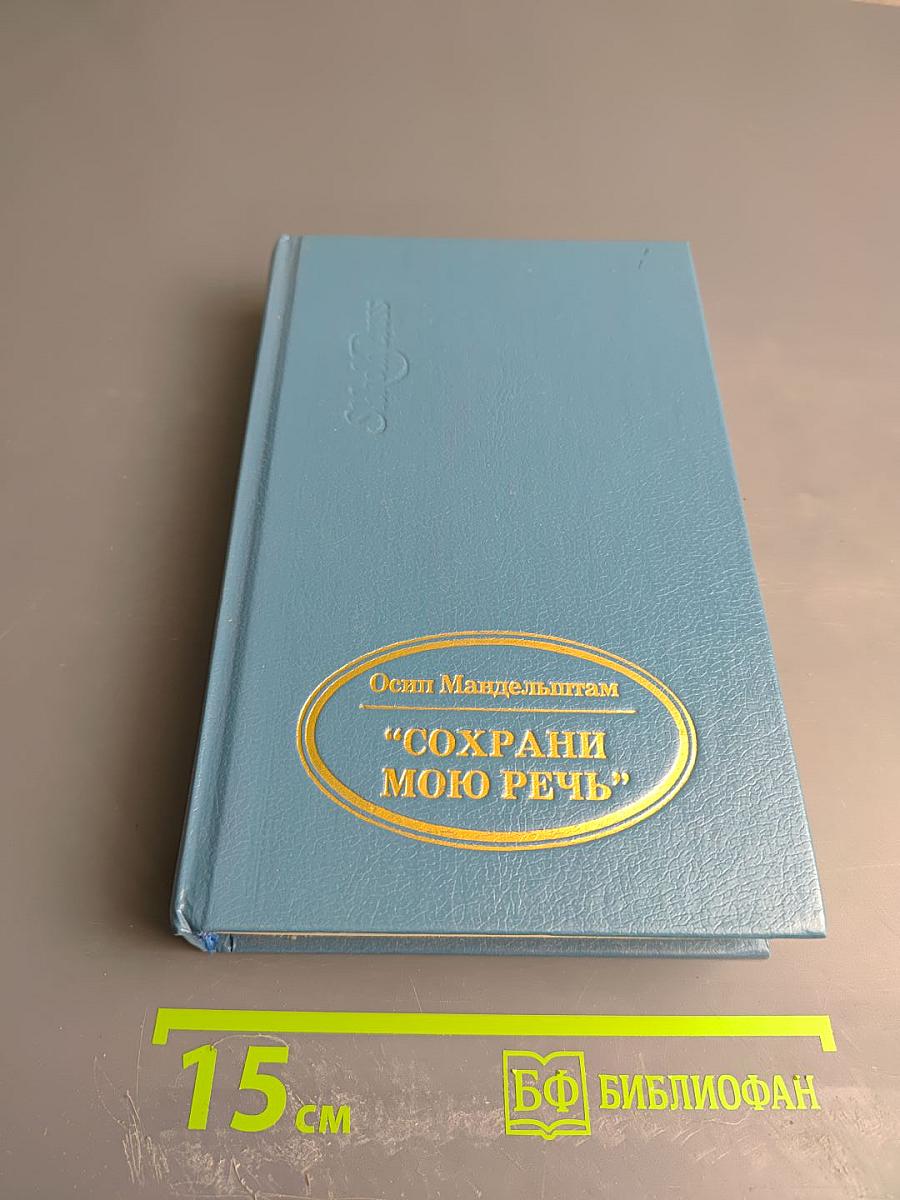 Осип Мандельштам
“СОХРАНИ
МОЮ РЕЧЬ”
15 см
БФ БИБЛИОФАН